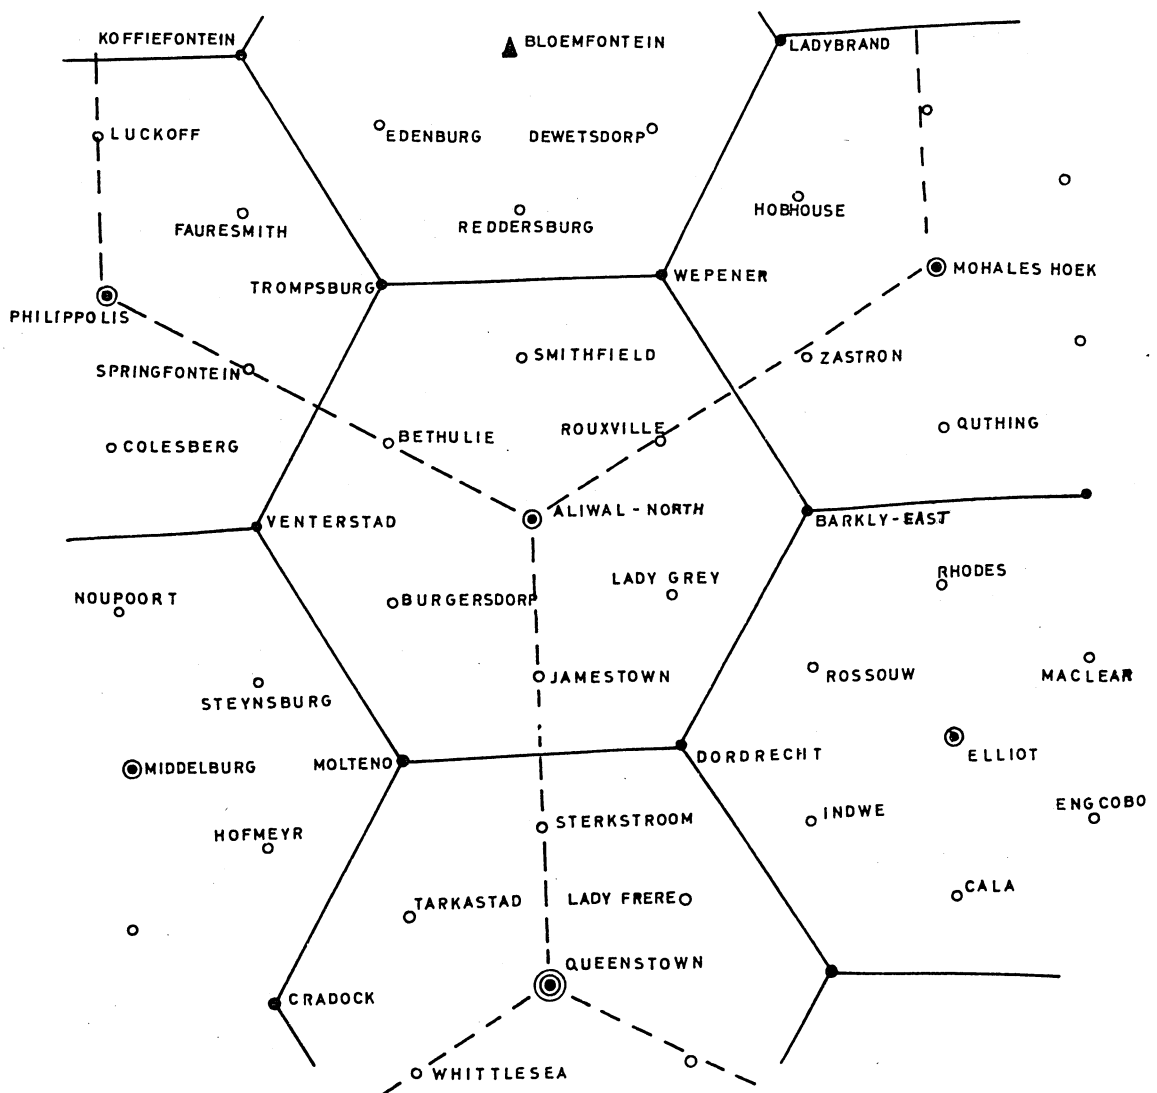 KOFFIEFONTEIN
BLOEMFONTEIN
LADYBRAND
LUCKOFF
EDENBURG
DEWETSDORP
FAURESMITH
REDDERSBURG
HOBHOUSE
TROMPSBURG
WEPENER
MOHALES HOEK
PHILIPPOLIS
SPRINGFONTEIN
SMITHFIELD
ZASTRON
COLESBERG
BETHULIE
ROUXVILLE
QUTHING
VENTERSTAD
ALIWAL-NORTH
BARKLY-EAST
NOUPOORT
BURGERSDORP
LADY GREY
RHODES
STEYNSBURG
JAMESTOWN
ROSSOUW
MACLEAR
MIDDELBURG
MOLTENO
DORDRECHT
ELLIOT
HOFMEYR
STERKSTROOM
INDWE
ENGCOBO
TARKASTAD
LADY FRERE
CALA
CRADOCK
QUEENSTOWN
WHITTLESEA